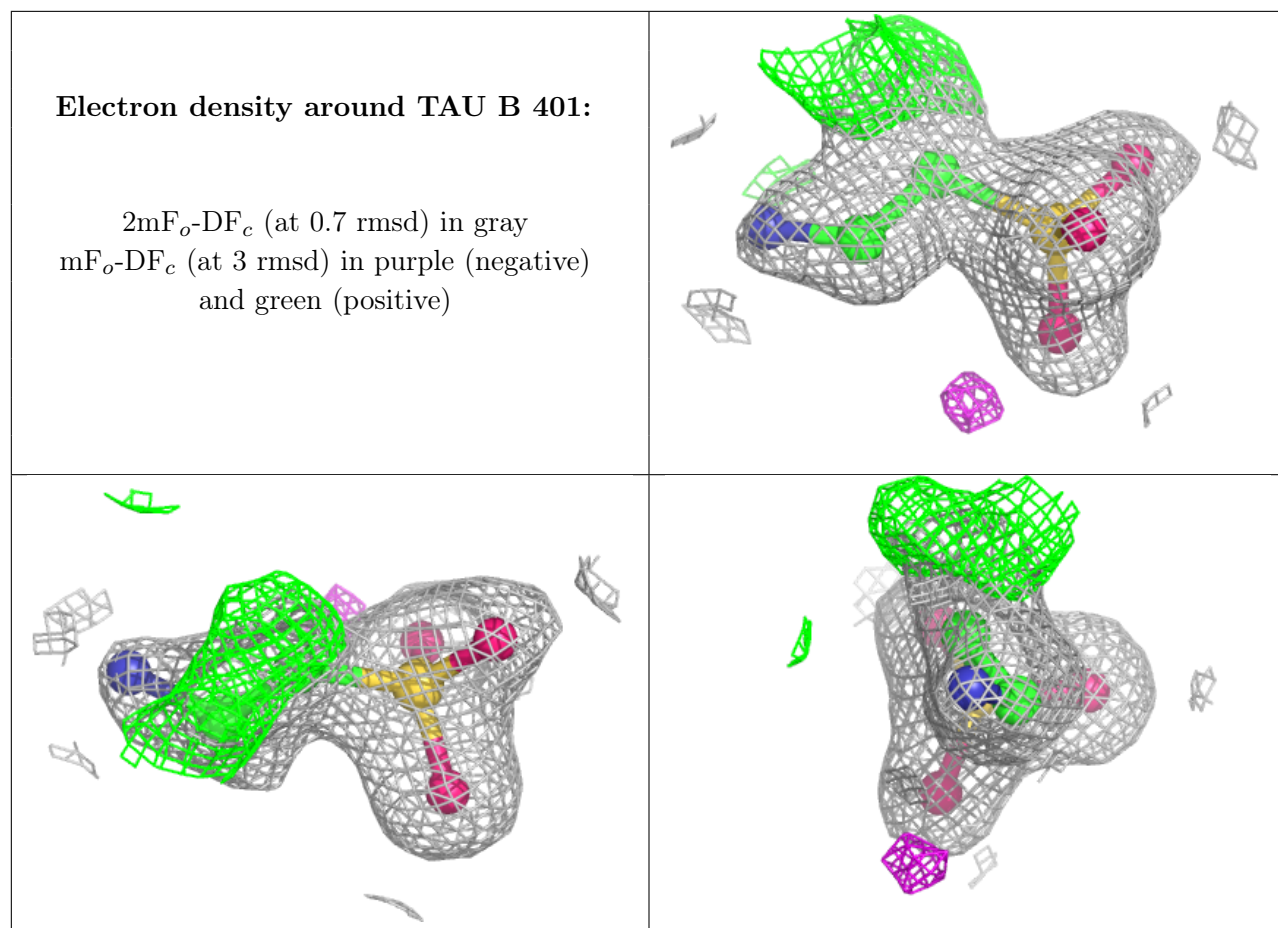 Electron density around TAU B 401:
2mFo-DFc (at 0.7 rmsd) in gray
mFo-DFc (at 3 rmsd) in purple (negative)
and green (positive)